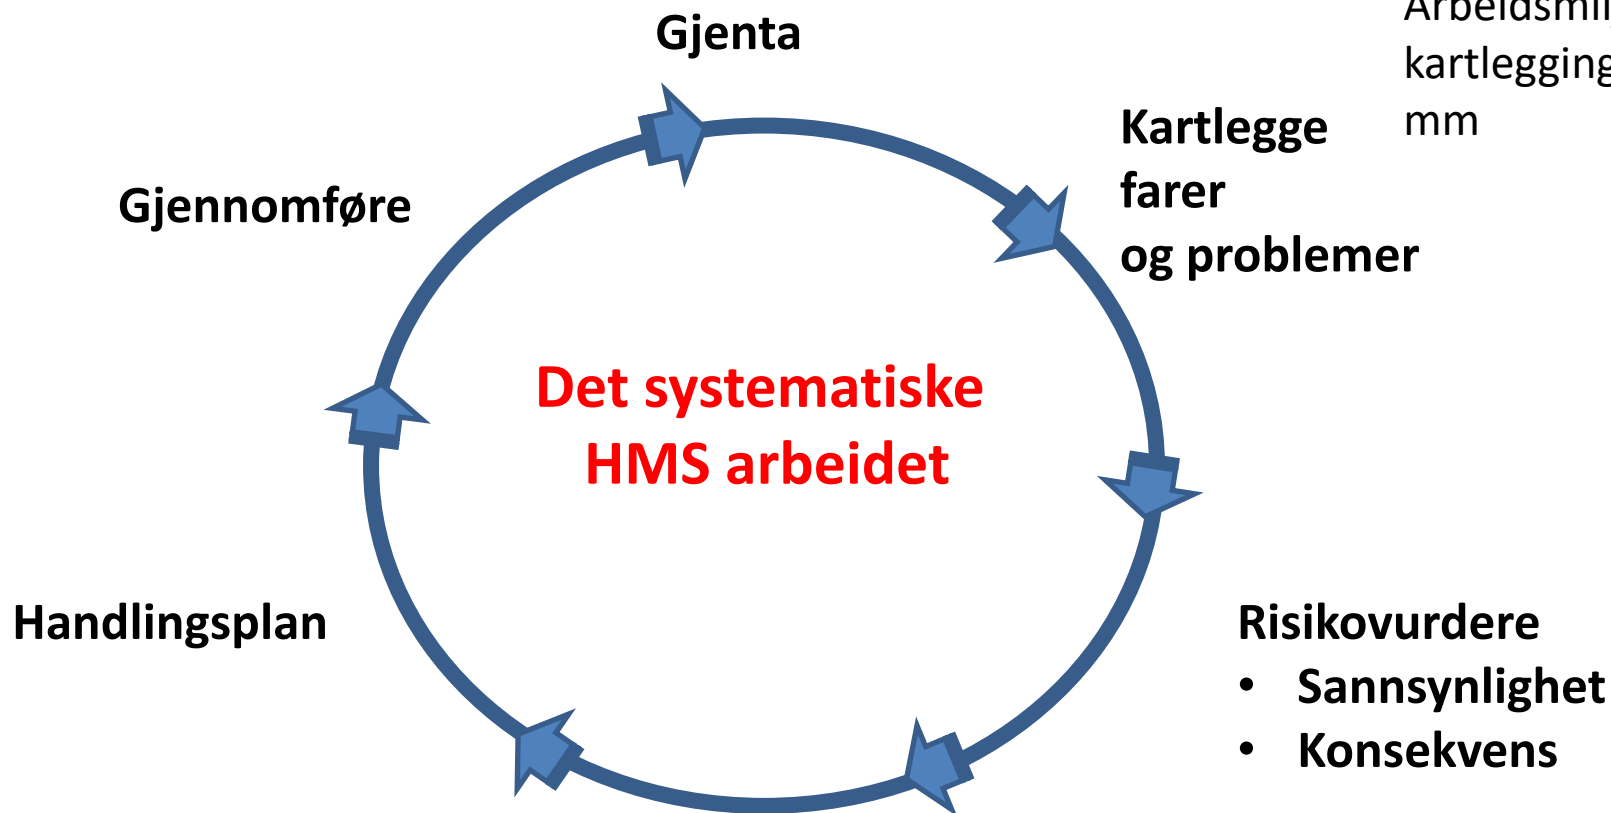 Gjenta
kartlegging
mm
Kartlegge
farer
og problemer
Gjennomføre
Det systematiske
HMS arbeidet
Handlingsplan
Risikovurdere
• Sannsynlighet
• Konsekvens